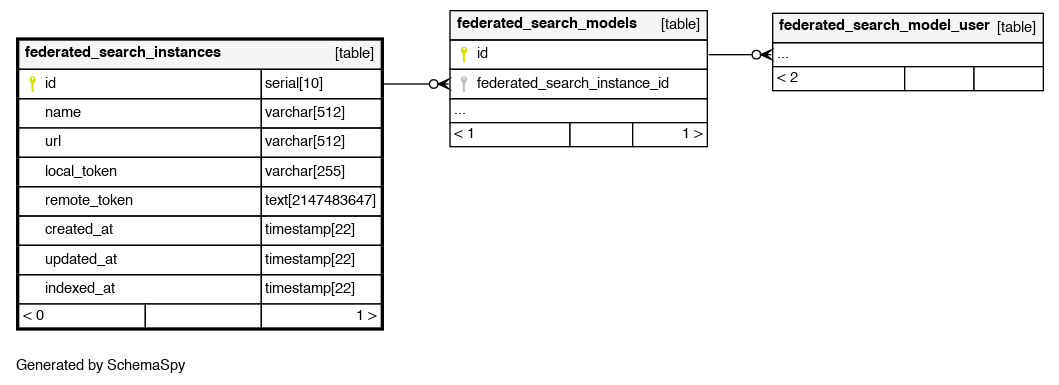 federated_search_instances [table]
id serial[10]
name varchar[512]
url varchar[512]
local_token varchar[255]
remote_token text[2147483647]
created_at timestamp[22]
updated_at timestamp[22]
indexed_at timestamp[22]
< 0 1 >
federated_search_models [table]
id
federated_search_instance_id
...
< 1 1 >
federated_search_model_user [table]
...
< 2
Generated by SchemaSpy